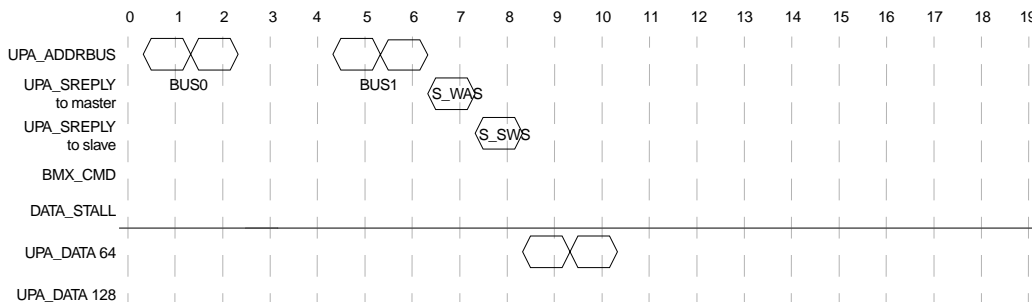 0 1 2 3 4 5 6 7 8 9 10 11 12 13 14 15 16 17 18 19
UPA_ADDRBUS
BUS0 BUS1
UPA_SREPLY
to master
S_WAS
UPA_SREPLY
to slave
S_SWS
BMX_CMD
DATA_STALL
UPA_DATA 64
UPA_DATA 128